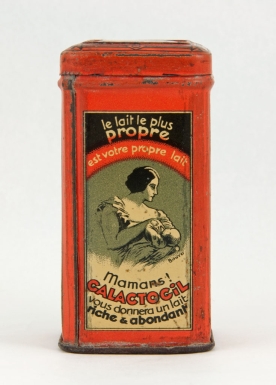 le lait le plus
propre
est votre propre lait
Mamans!
GALACTOGIL
vous donnera un lait
riche & abondant